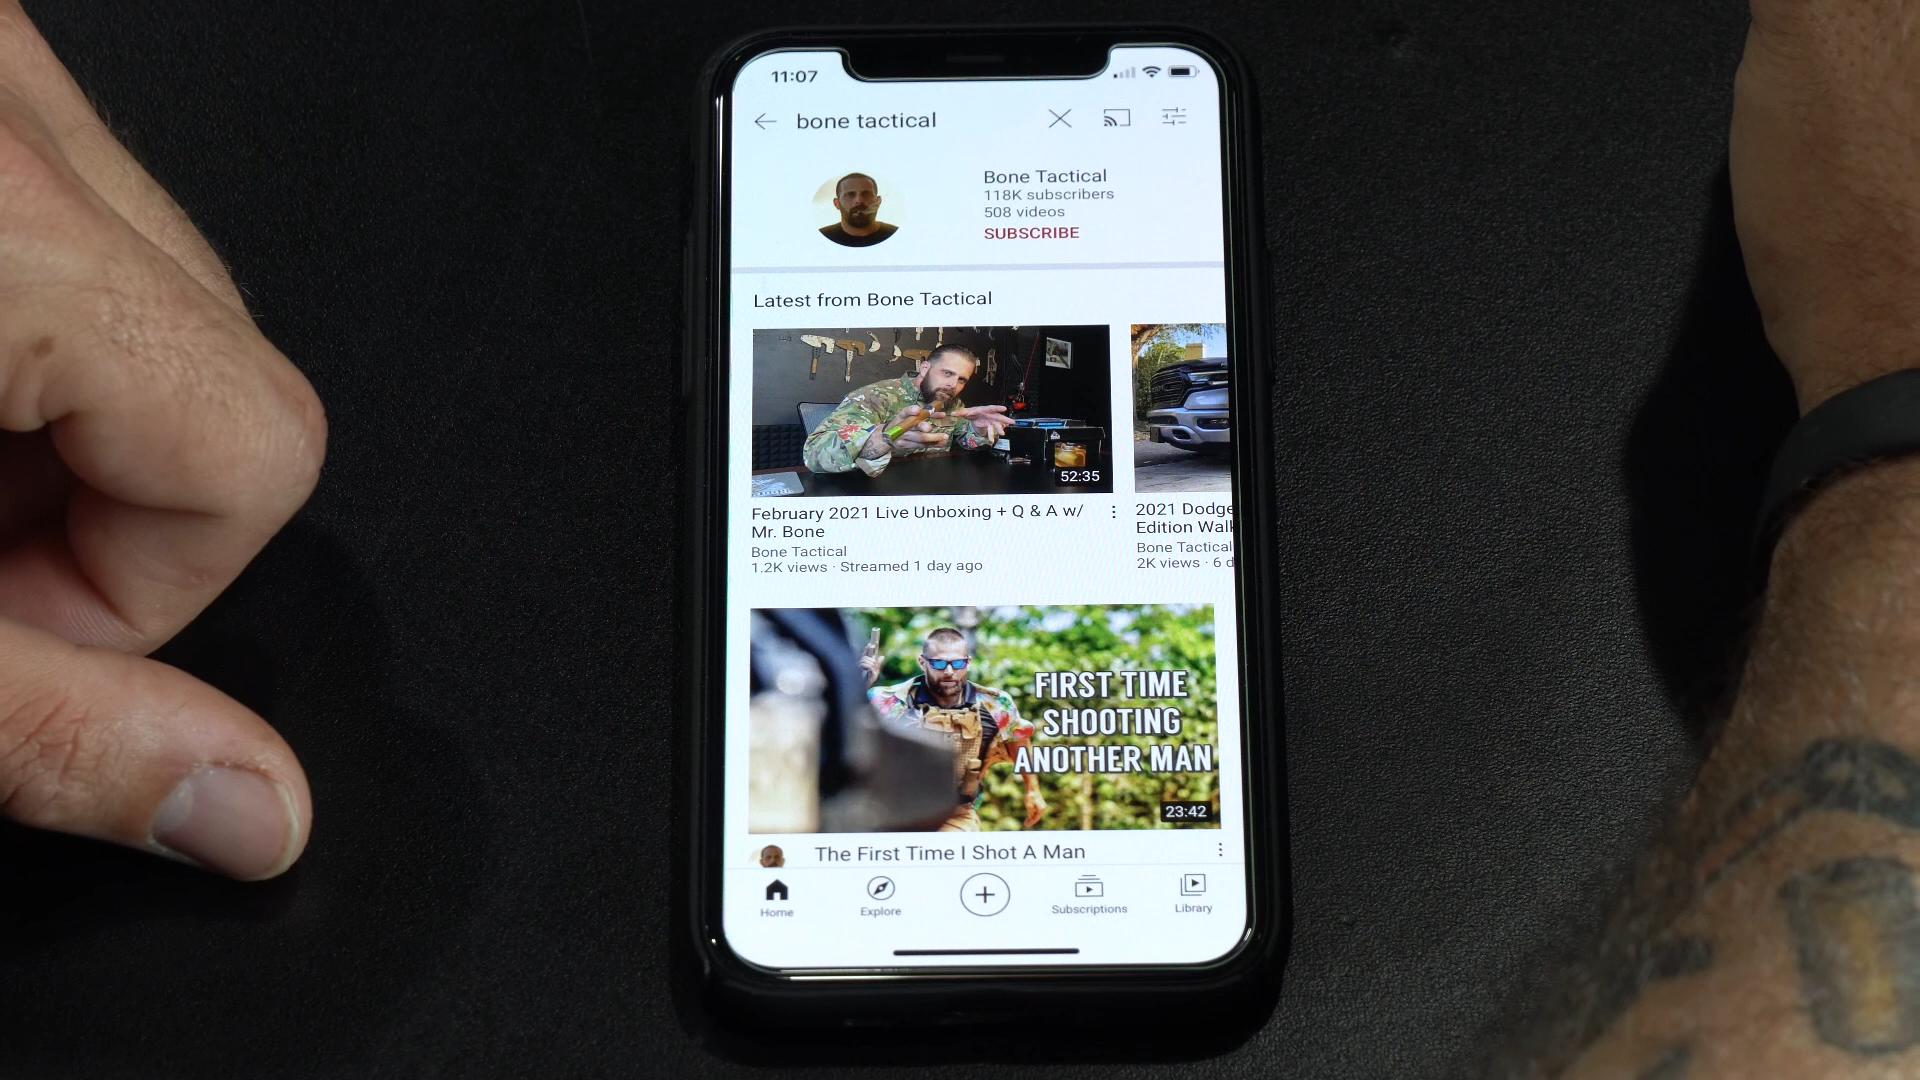 11:07
bone tactical
Bone Tactical
118K subscribers
508 videos
SUBSCRIBE
Latest from Bone Tactical
52:35
February 2021 Live Unboxing + Q & A w/
Mr. Bone
Bone Tactical
1.2K views · Streamed 1 day ago
2021 Dodge
Edition Walk
Bone Tactical
2K views · 6 d
FIRST TIME
SHOOTING
ANOTHER MAN
23:42
The First Time I Shot A Man
Home
Explore
Subscriptions
Library